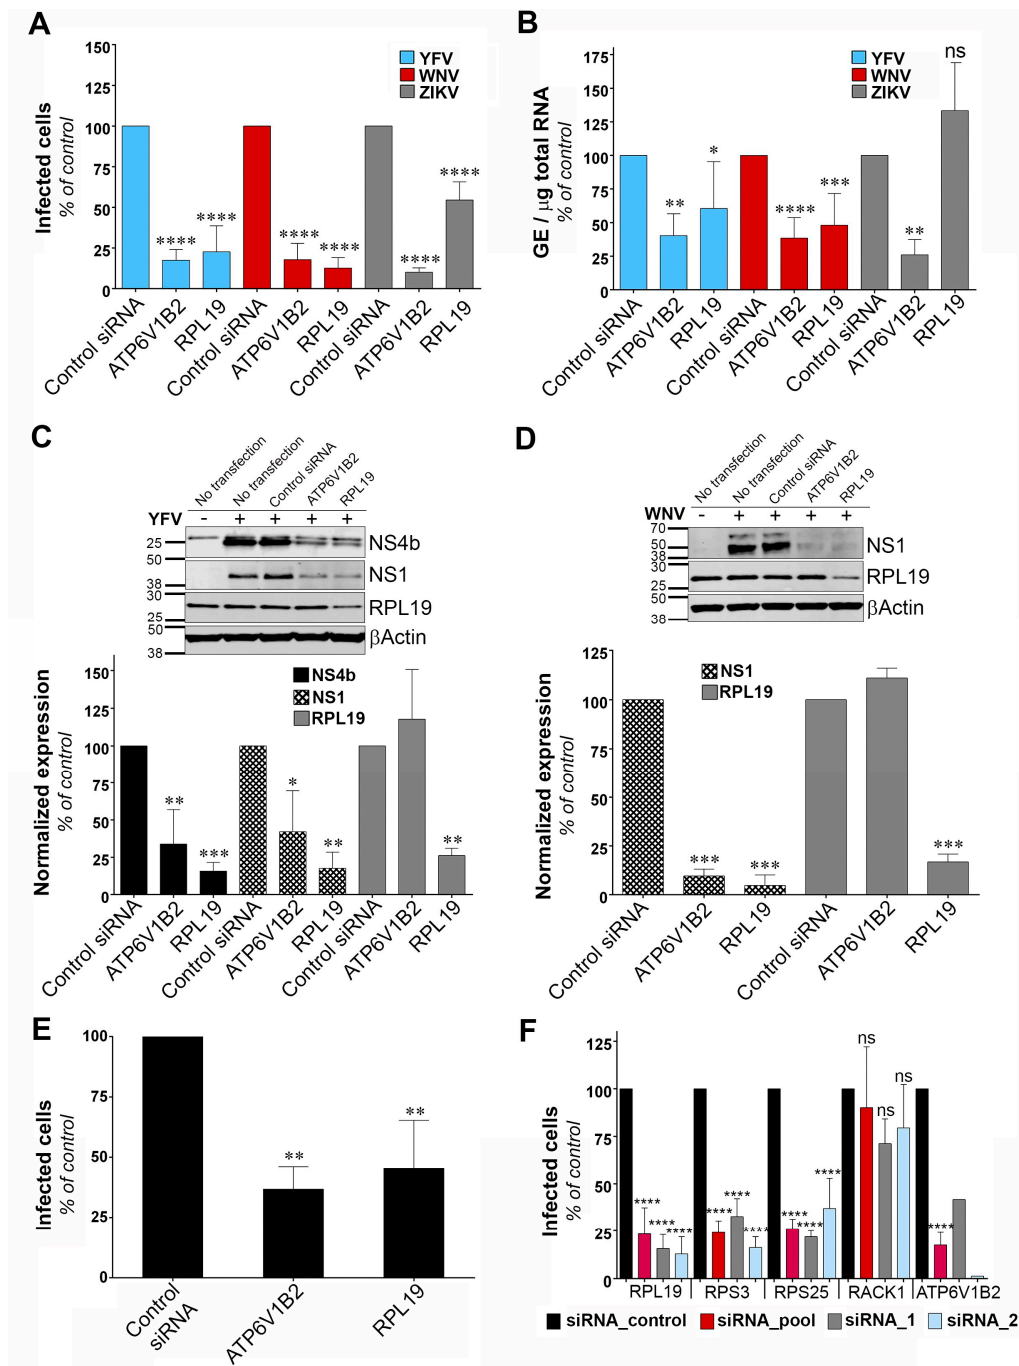 A
Infected cells
% of control
150
125
100
75
50
25
0
YFV
WNV
ZIKV
**** **** **** **** **** ****
Control siRNA ATP6V1B2 RPL19 Control siRNA ATP6V1B2 RPL19 Control siRNA ATP6V1B2 RPL19
B
GE / µg total RNA
% of control
175
150
125
100
75
50
25
0
YFV
WNV
ZIKV
** * **** *** ** ns
Control siRNA ATP6V1B2 RPL19 Control siRNA ATP6V1B2 RPL19 Control siRNA ATP6V1B2 RPL19
C
No transfection No transfection Control siRNA ATP6V1B2 RPL19
YFV - + + + +
25 NS4b
50
38 NS1
30
25 RPL19
50
38 βActin
Normalized expression
% of control
150
125
100
75
50
25
0
NS4b
NS1
RPL19
** *** * ** **
Control siRNA ATP6V1B2 RPL19 Control siRNA ATP6V1B2 RPL19 Control siRNA ATP6V1B2 RPL19
D
No transfection No transfection Control siRNA ATP6V1B2 RPL19
WNV - + + + +
70
50 NS1
38
30
25 RPL19
50
38 βActin
Normalized expression
% of control
125
100
75
50
25
0
NS1
RPL19
*** *** ***
Control siRNA ATP6V1B2 RPL19 Control siRNA ATP6V1B2 RPL19
E
Infected cells
% of control
100
75
50
25
0
** **
Control siRNA ATP6V1B2 RPL19
F
Infected cells
% of control
125
100
75
50
25
0
**** **** **** **** **** **** **** **** **** ns ns ns ****
RPL19 RPS3 RPS25 RACK1 ATP6V1B2
siRNA_control siRNA_pool siRNA_1 siRNA_2